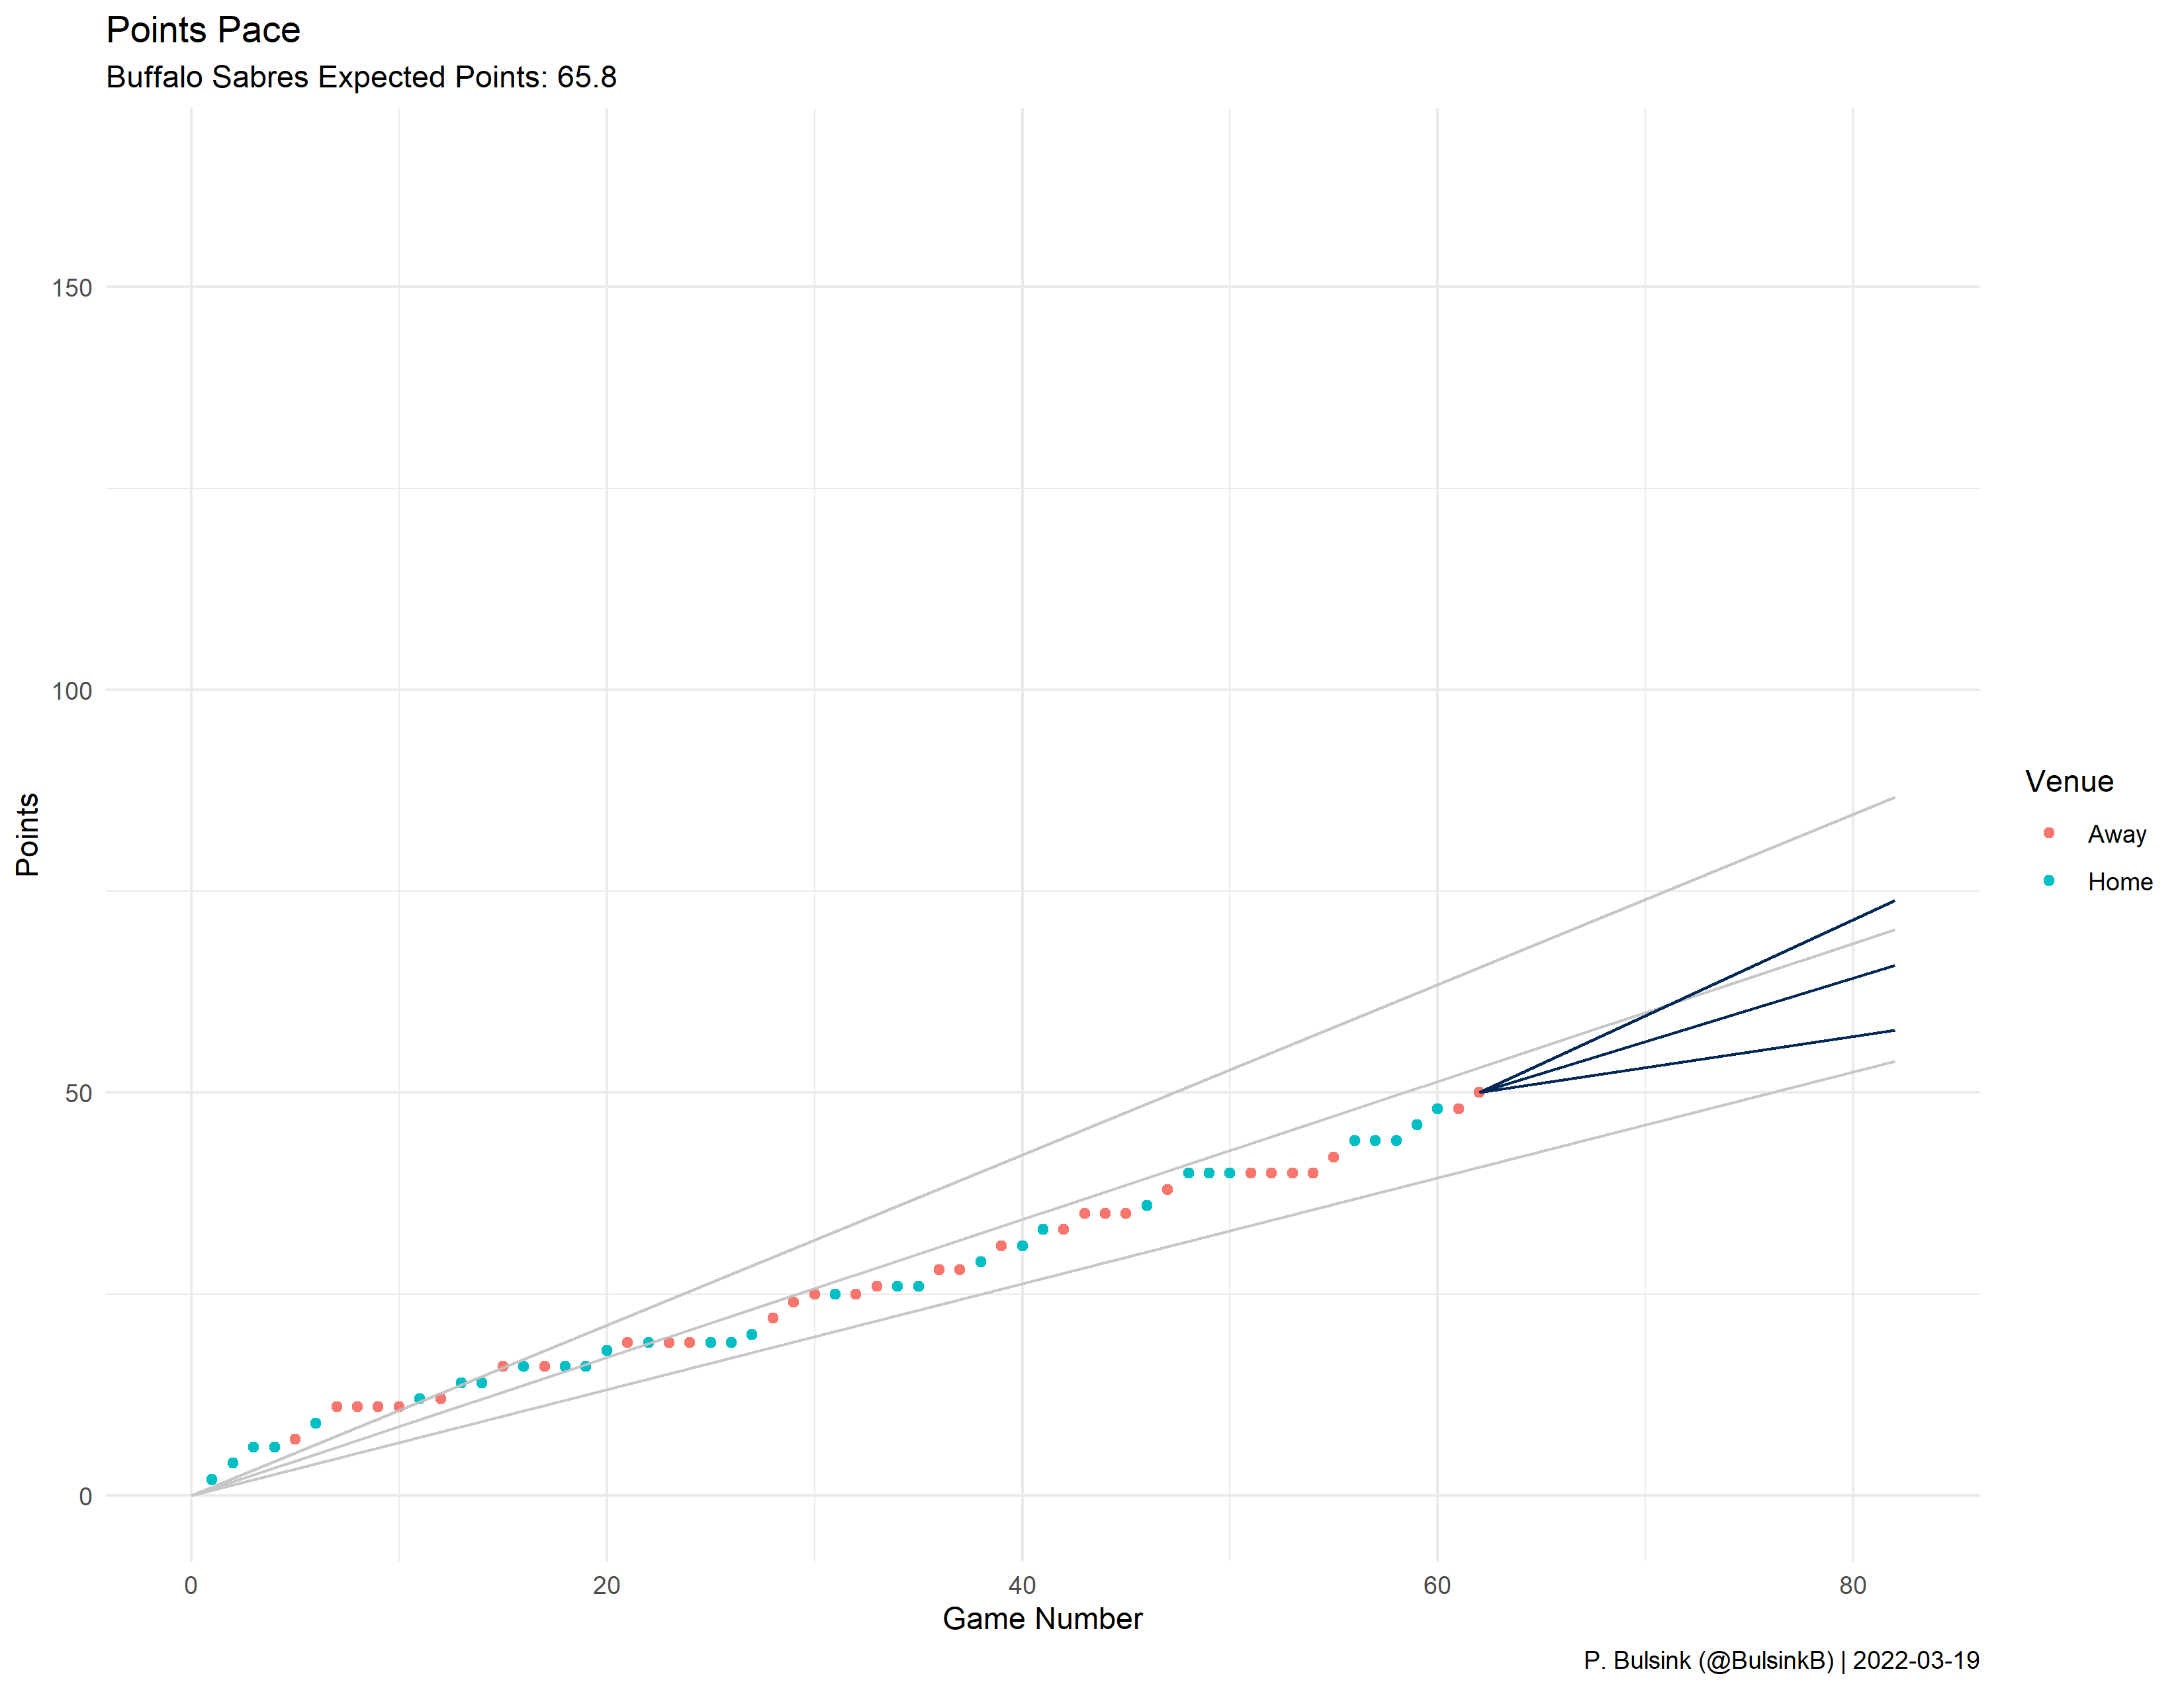 Points Pace
Buffalo Sabres Expected Points: 65.8
150
100
50
0
Points
0 20 40 60 80
Game Number
Venue
Away
Home
P. Bulsink (@BulsinkB) | 2022-03-19